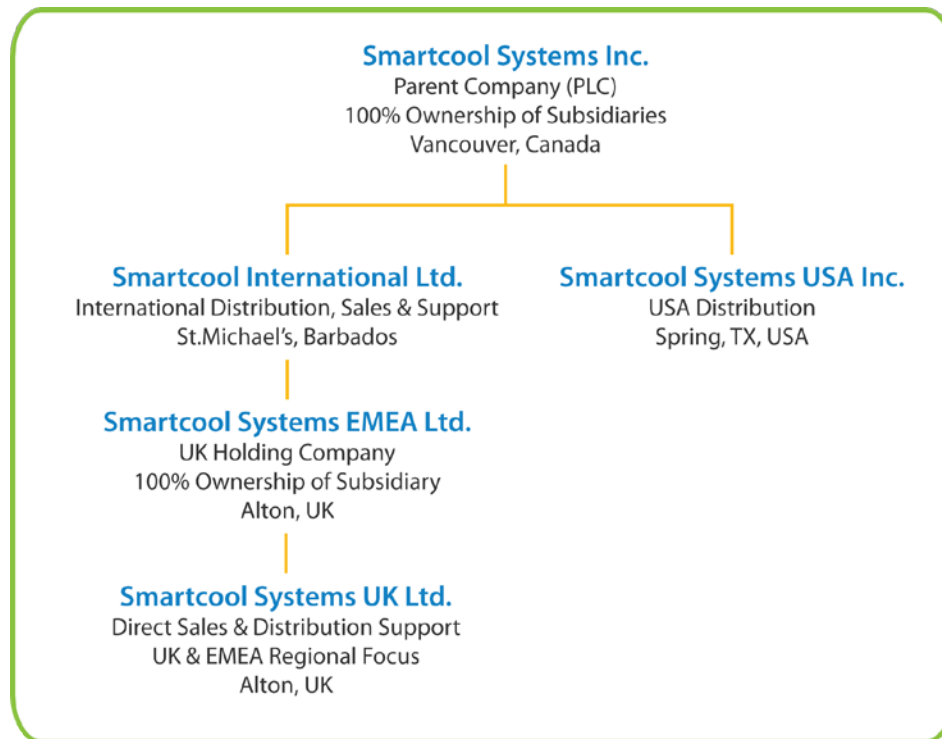 Smartcool Systems Inc.
Parent Company (PLC)
100% Ownership of Subsidiaries
Vancouver, Canada
Smartcool International Ltd.
International Distribution, Sales & Support
St.Michael's, Barbados
Smartcool Systems USA Inc.
USA Distribution
Spring, TX, USA
Smartcool Systems EMEA Ltd.
UK Holding Company
100% Ownership of Subsidiary
Alton, UK
Smartcool Systems UK Ltd.
Direct Sales & Distribution Support
UK & EMEA Regional Focus
Alton, UK